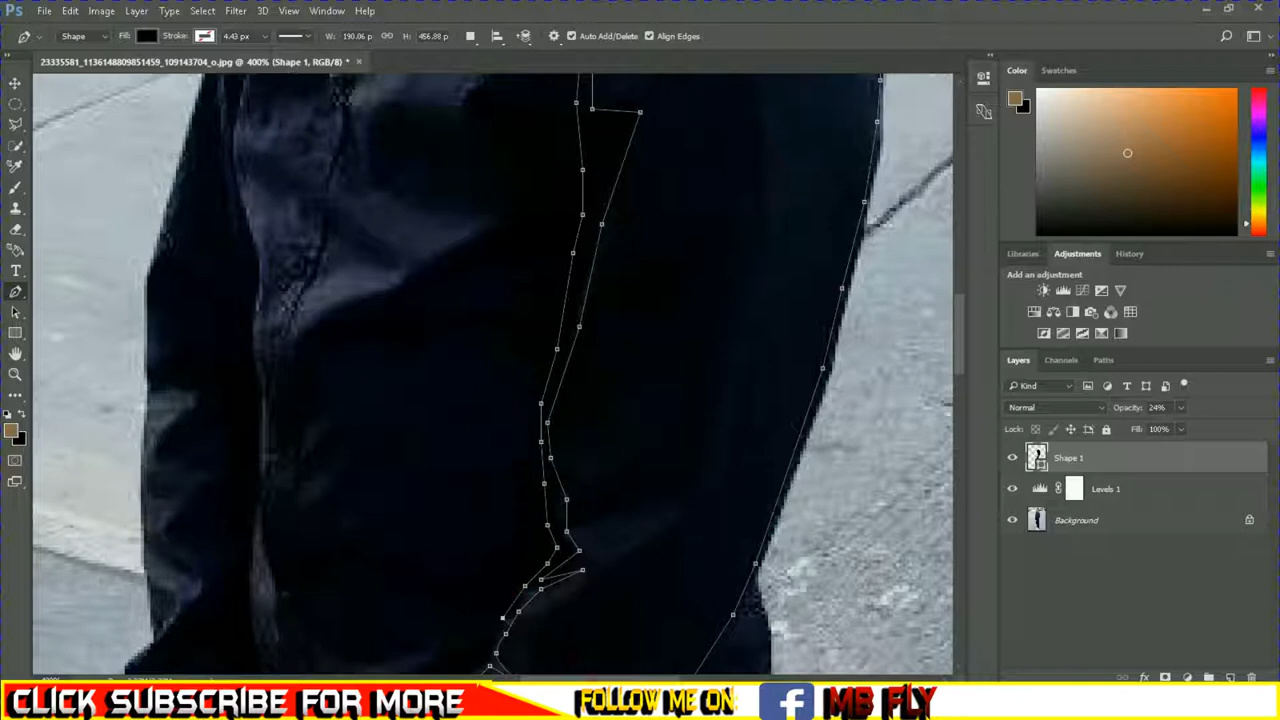 Ps File Edit Image Layer Type Select Filter 3D View Window Help
Shape Fill: Stroke: 4.43 px W: 190.06 p H: 456.88 p Auto Add/Delete Align Edges
23335581_1136148809851459_109143704_o.jpg @ 400% (Shape 1, RGB/8) * ×
Color Swatches
Libraries Adjustments History
Add an adjustment
Layers Channels Paths
Kind
Normal Opacity: 24%
Lock: Fill: 100%
Shape 1
Levels 1
Background
CLICK SUBSCRIBE FOR MORE FOLLOW ME ON f MB FLY